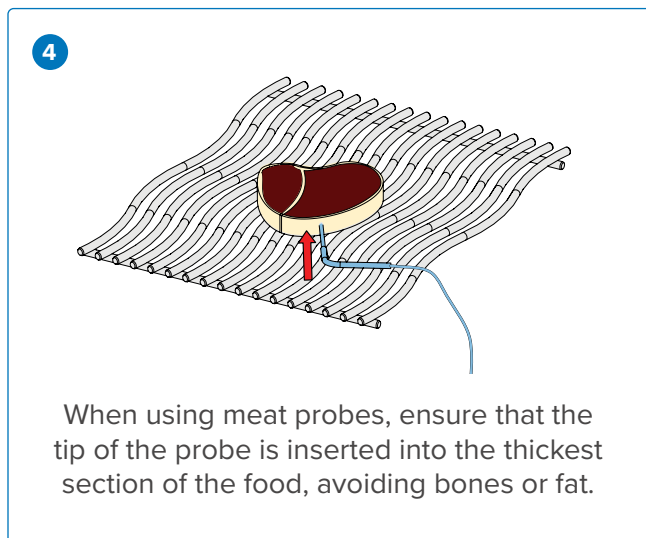 4
When using meat probes, ensure that the
tip of the probe is inserted into the thickest
section of the food, avoiding bones or fat.